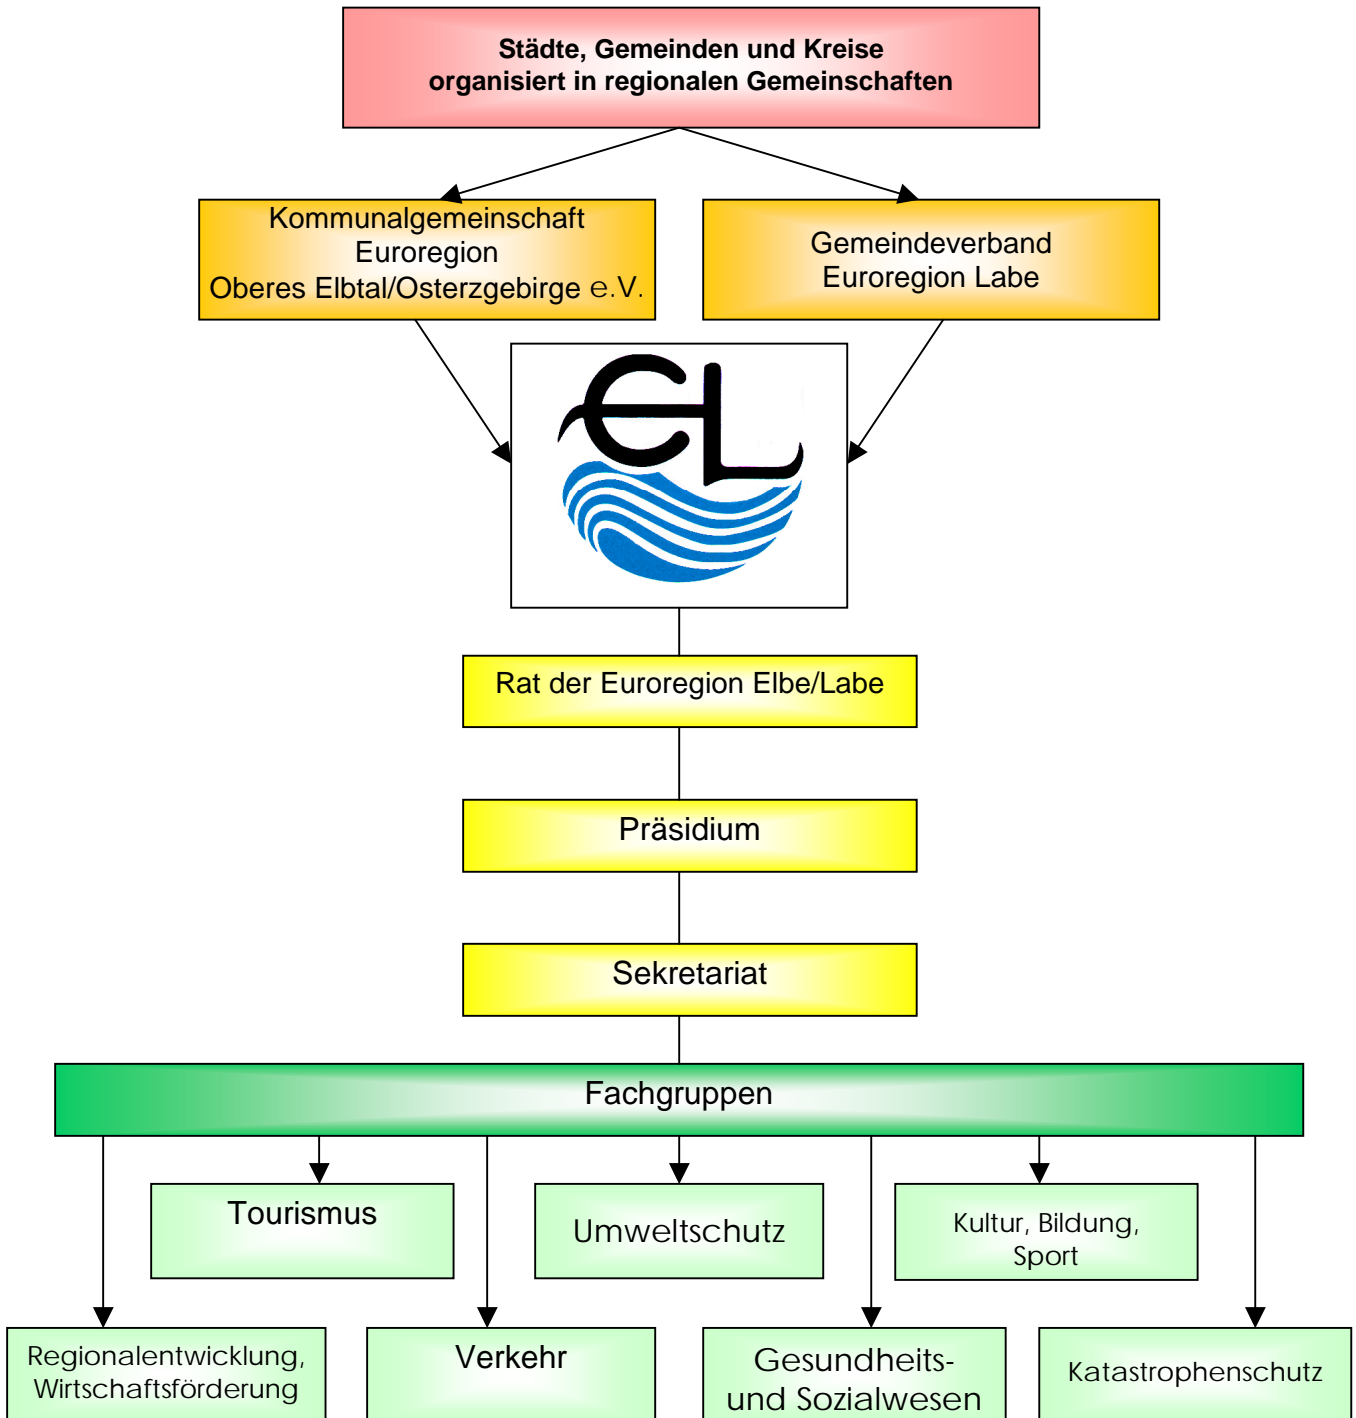 Städte, Gemeinden und Kreise
organisiert in regionalen Gemeinschaften
Kommunalgemeinschaft
Euroregion
Oberes Elbtal/Osterzgebirge e.V.
Gemeindeverband
Euroregion Labe
EL
Rat der Euroregion Elbe/Labe
Präsidium
Sekretariat
Fachgruppen
Tourismus
Umweltschutz
Kultur, Bildung,
Sport
Regionalentwicklung,
Wirtschaftsförderung
Verkehr
Gesundheits-
und Sozialwesen
Katastrophenschutz